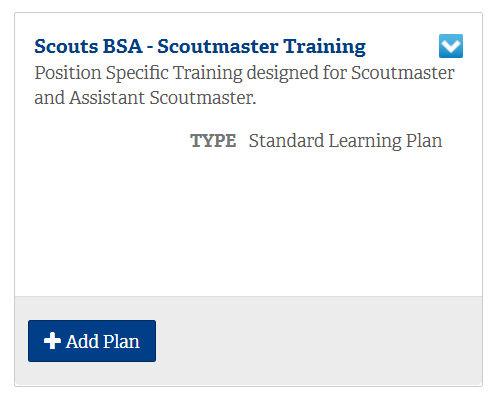 Scouts BSA - Scoutmaster Training
Position Specific Training designed for Scoutmaster
and Assistant Scoutmaster.
TYPE Standard Learning Plan
Add Plan